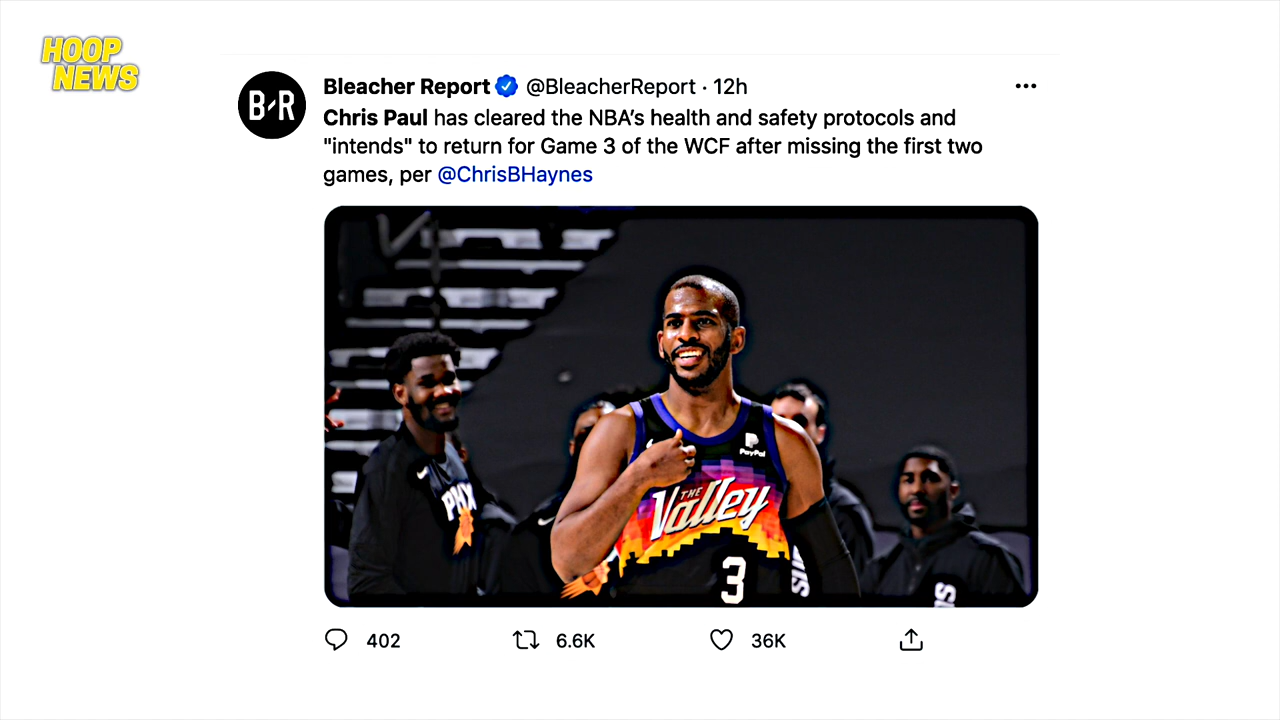 HOOP
NEWS
B/R
Bleacher Report @BleacherReport · 12h
Chris Paul has cleared the NBA’s health and safety protocols and
"intends" to return for Game 3 of the WCF after missing the first two
games, per @ChrisBHaynes
PayPal
PHX
THE
Valley
3
402
6.6K
36K